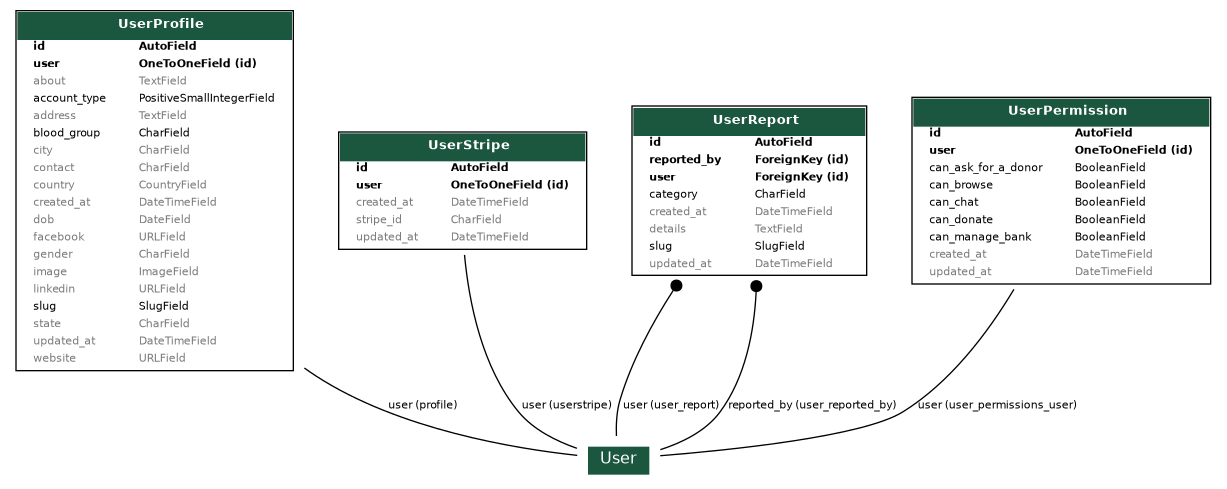 UserProfile
id AutoField
user OneToOneField (id)
about TextField
account_type PositiveSmallIntegerField
address TextField
blood_group CharField
city CharField
contact CharField
country CountryField
created_at DateTimeField
dob DateField
facebook URLField
gender CharField
image ImageField
linkedin URLField
slug SlugField
state CharField
updated_at DateTimeField
website URLField
UserStripe
id AutoField
user OneToOneField (id)
created_at DateTimeField
stripe_id CharField
updated_at DateTimeField
UserReport
id AutoField
reported_by ForeignKey (id)
user ForeignKey (id)
category CharField
created_at DateTimeField
details TextField
slug SlugField
updated_at DateTimeField
UserPermission
id AutoField
user OneToOneField (id)
can_ask_for_a_donor BooleanField
can_browse BooleanField
can_chat BooleanField
can_donate BooleanField
can_manage_bank BooleanField
created_at DateTimeField
updated_at DateTimeField
user (profile)
user (userstripe)
user (user_report)
reported_by (user_reported_by)
user (user_permissions_user)
User